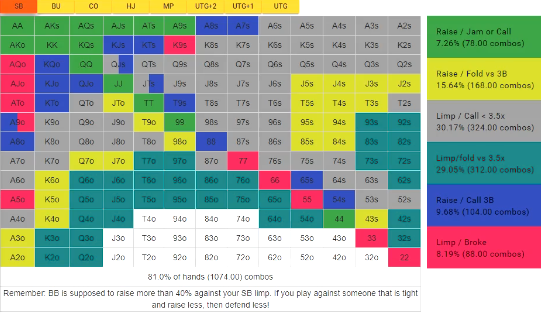 SB BU CO HJ MP UTG+2 UTG+1 UTG
AA AKs AQs AJs ATs A9s A8s A7s A6s A5s A4s A3s A2s
AKo KK KQs KJs KTs K9s K8s K7s K6s K5s K4s K3s K2s
AQo KQo QQ QJs QTs Q9s Q8s Q7s Q6s Q5s Q4s Q3s Q2s
AJo KJo QJo JJ JTs J9s J8s J7s J6s J5s J4s J3s J2s
ATo KTo QTo JTo TT T9s T8s T7s T6s T5s T4s T3s T2s
A9o K9o Q9o J9o T9o 99 98s 97s 96s 95s 94s 93s 92s
A8o K8o Q8o J8o T8o 98o 88 87s 86s 85s 84s 83s 82s
A7o K7o Q7o J7o T7o 97o 87o 77 76s 75s 74s 73s 72s
A6o K6o Q6o J6o T6o 96o 86o 76o 66 65s 64s 63s 62s
A5o K5o Q5o J5o T5o 95o 85o 75o 65o 55 54s 53s 52s
A4o K4o Q4o J4o T4o 94o 84o 74o 64o 54o 44 43s 42s
A3o K3o Q3o J3o T3o 93o 83o 73o 63o 53o 43o 33 32s
A2o K2o Q2o J2o T2o 92o 82o 72o 62o 52o 42o 32o 22
81.0% of hands (1074.00) combos
Remember: BB is supposed to raise more than 40% against your SB limp. If you play against someone that is tight
and raise less, then defend less!
Raise / Jam or Call
7.26% (78.00 combos)
Raise / Fold vs 3B
15.64% (168.00 combos)
Limp / Call < 3.5x
30.17% (324.00 combos)
Limp/fold vs 3.5x
29.05% (312.00 combos)
Raise / Call 3B
9.68% (104.00 combos)
Limp / Broke
8.19% (88.00 combos)